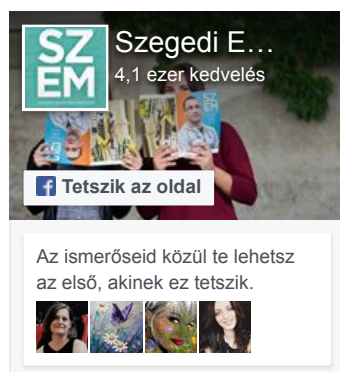 SZ
EM
Szegedi E...
4,1 ezer kedvelés
Tetszik az oldal
Az ismerőseid közül te lehetsz
az első, akinek ez tetszik.